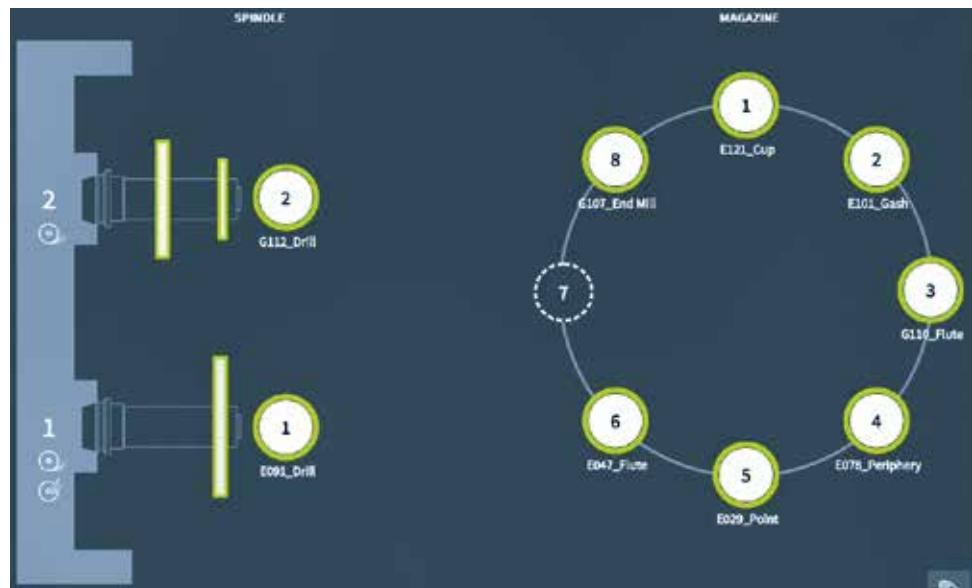 SPINDLE
MAGAZINE
2
2
G112_Drill
1
1
E091_Drill
1
E121_Cup
2
E101_Gash
3
G110_Flute
4
E078_Periphery
5
E029_Point
6
E047_Flute
7
8
G107_End Mill